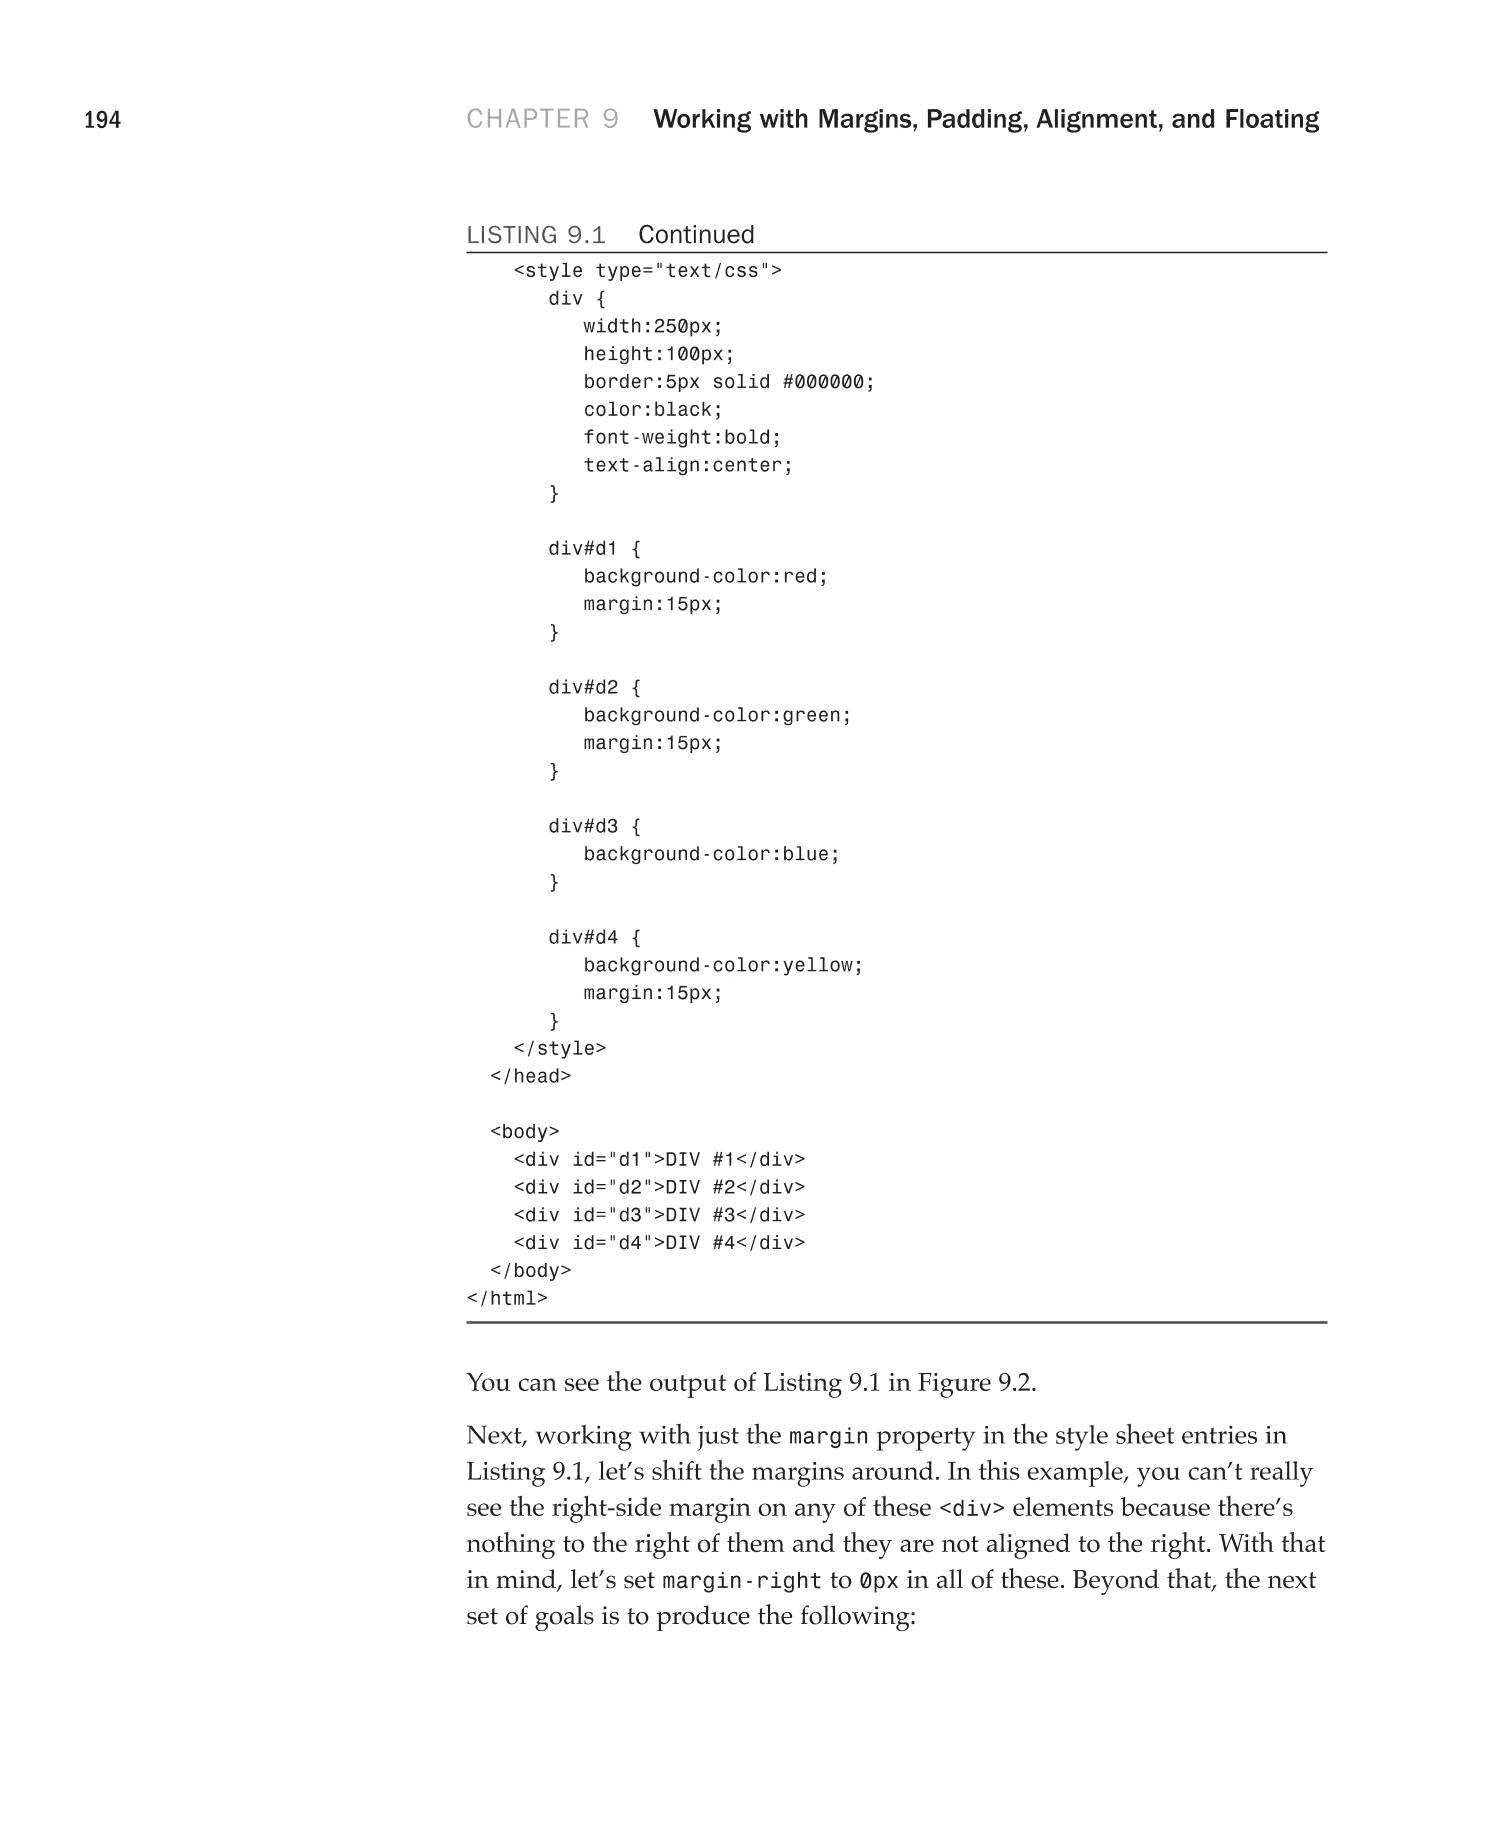 194 CHAPTER 9 Working with Margins, Padding, Alignment, and Floating
LISTING 9.1 Continued
<style type="text/css">
div {
width:250px;
height:100px;
border:5px solid #000000;
color:black;
font-weight:bold;
text-align:center;
}
div#d1 {
background-color:red;
margin:15px;
}
div#d2 {
background-color:green;
margin:15px;
}
div#d3 {
background-color:blue;
}
div#d4 {
background-color:yellow;
margin:15px;
}
</style>
</head>
<body>
<div id="d1">DIV #1</div>
<div id="d2">DIV #2</div>
<div id="d3">DIV #3</div>
<div id="d4">DIV #4</div>
</body>
</html>
You can see the output of Listing 9.1 in Figure 9.2.
Next, working with just the margin property in the style sheet entries in
Listing 9.1, let’s shift the margins around. In this example, you can’t really
see the right-side margin on any of these <div> elements because there’s
nothing to the right of them and they are not aligned to the right. With that
in mind, let’s set margin-right to 0px in all of these. Beyond that, the next
set of goals is to produce the following: